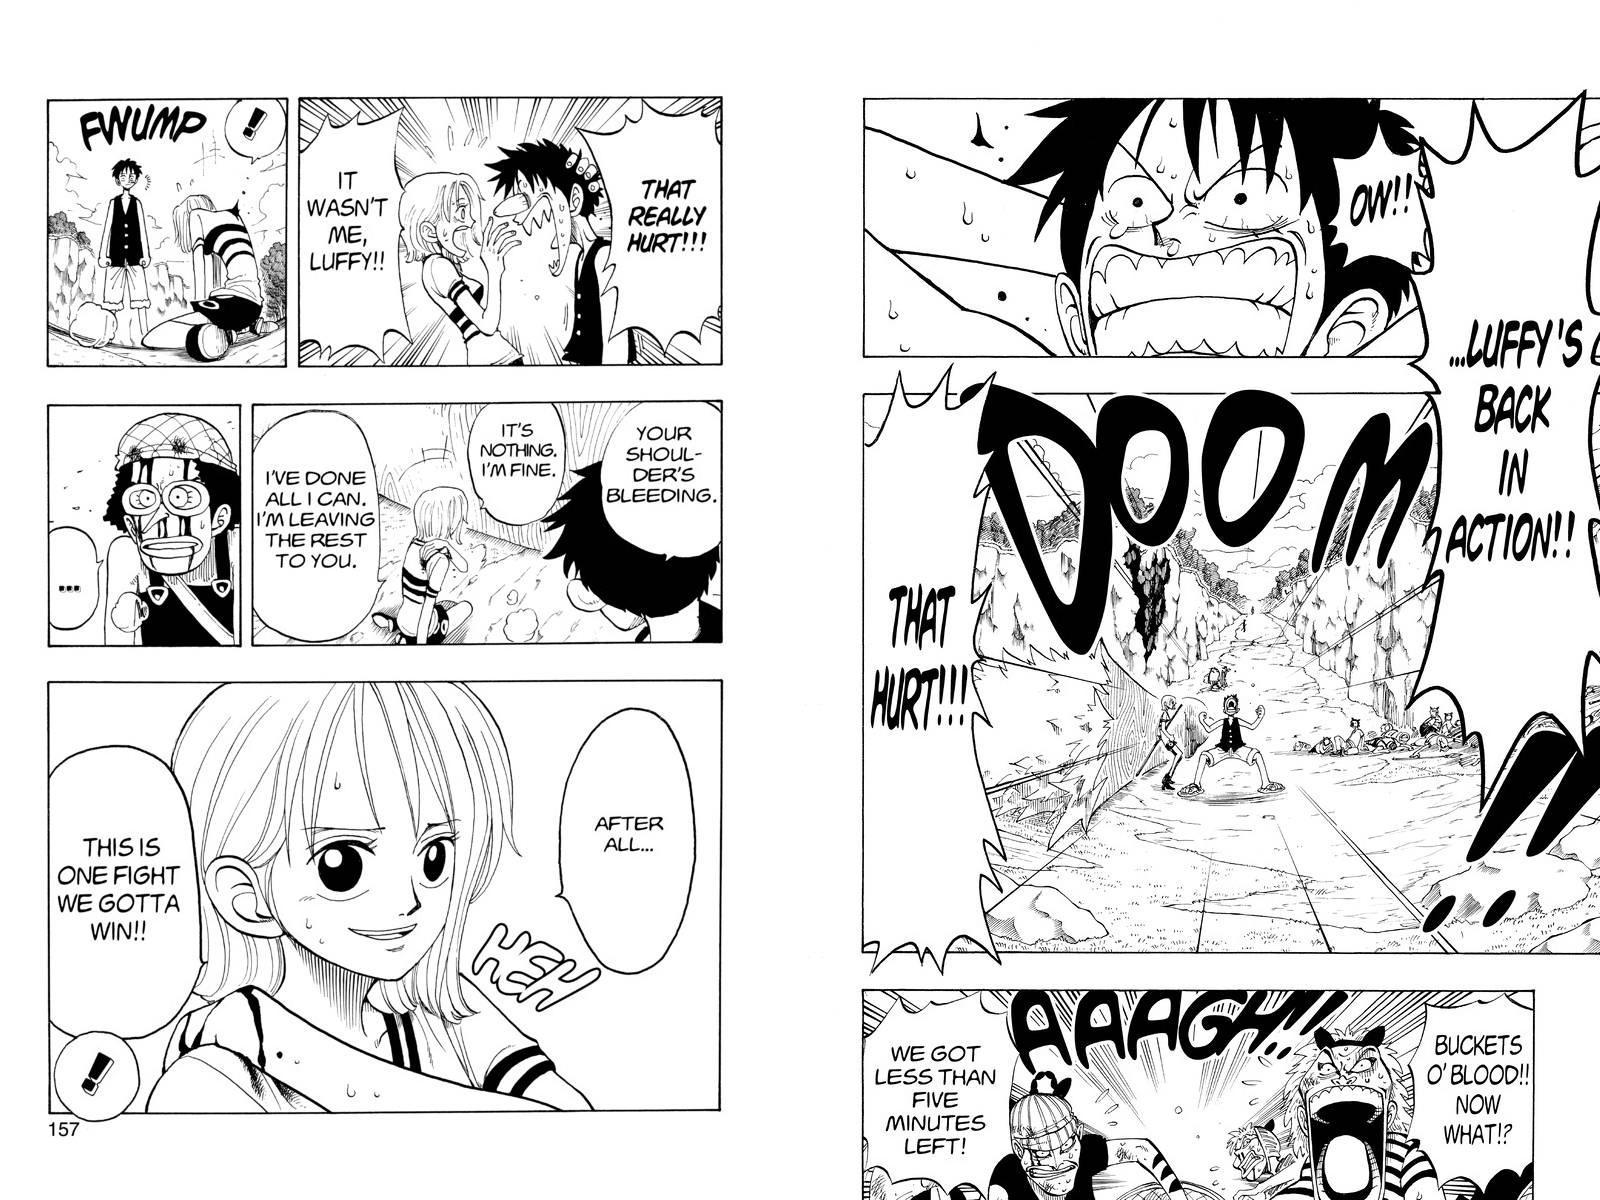 ...LUFFY'S
BACK
IN
ACTION!!
OW!!
DOOM
!!
THAT
HURT!!!
BUCKETS
O' BLOOD!!
NOW
WHAT!?
AAAGH!!
WE GOT
LESS THAN
FIVE
MINUTES
LEFT!
THAT
REALLY
HURT!!!
IT
WASN'T
ME,
LUFFY!!
FWUMP
!
YOUR
SHOUL-
DER'S
BLEEDING.
IT'S
NOTHING.
I'M FINE.
I'VE DONE
ALL I CAN.
I'M LEAVING
THE REST
TO YOU.
...
AFTER
ALL...
HEH
THIS IS
ONE FIGHT
WE GOTTA
WIN!!
!
157